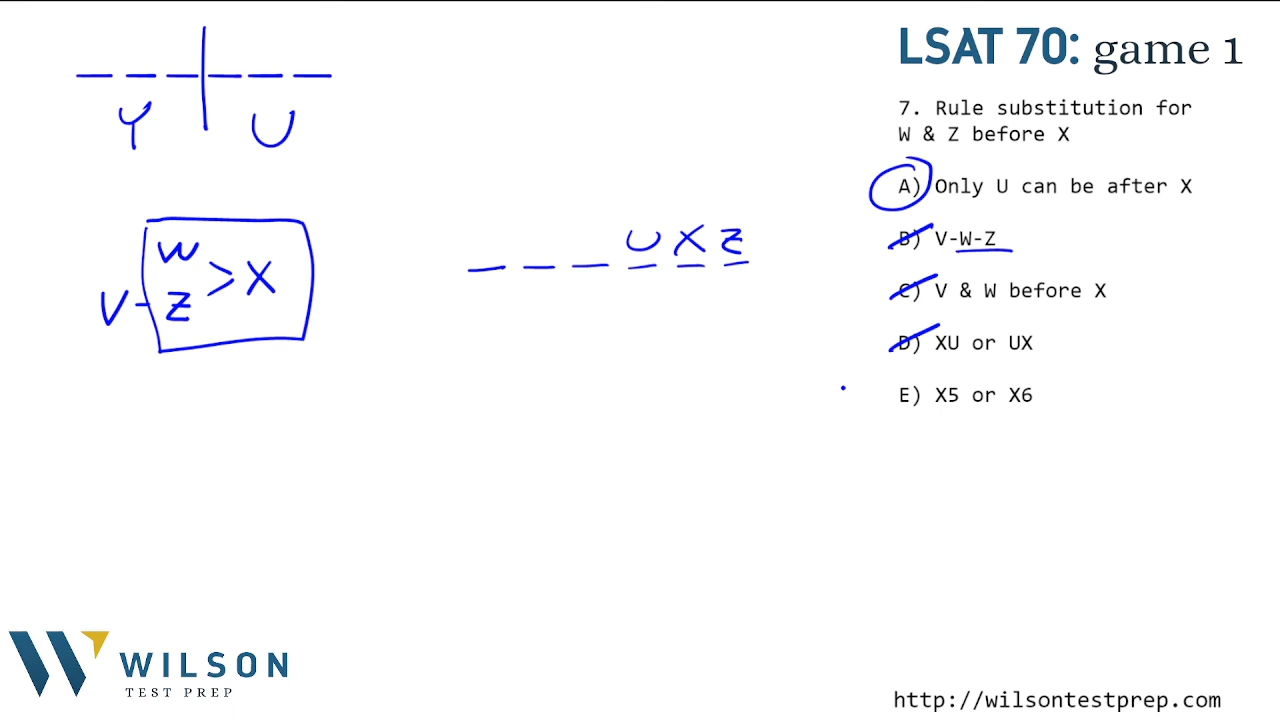 Y U
W
V-Z > X
U X Z
LSAT 70: game 1
7. Rule substitution for
W & Z before X
A) Only U can be after X
B) V-W-Z
C) V & W before X
D) XU or UX
E) X5 or X6
WILSON
TEST PREP
http://wilsontestprep.com